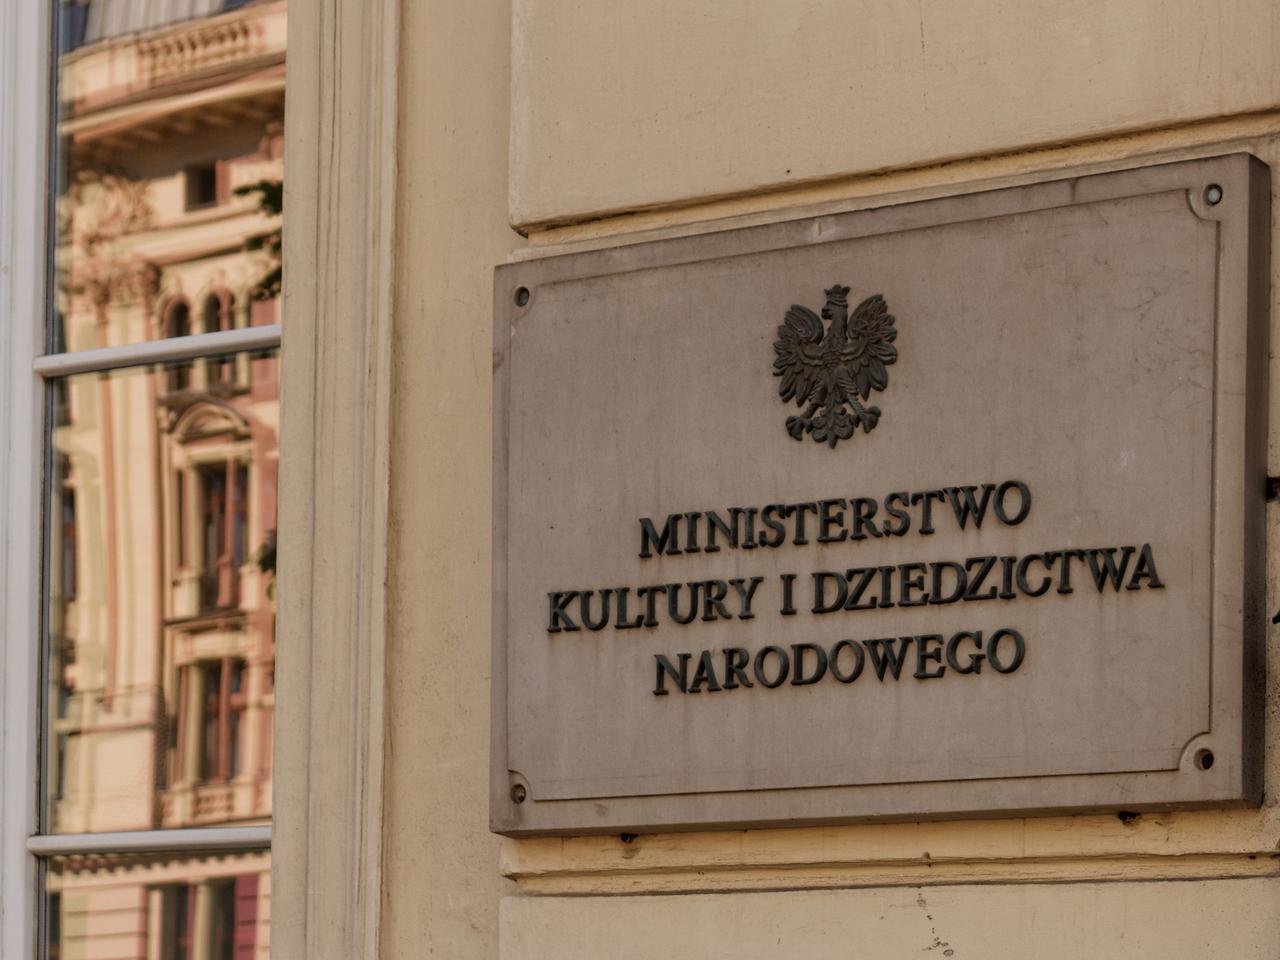 MINISTERSTWO
KULTURY I DZIEDZICTWA
NARODOWEGO